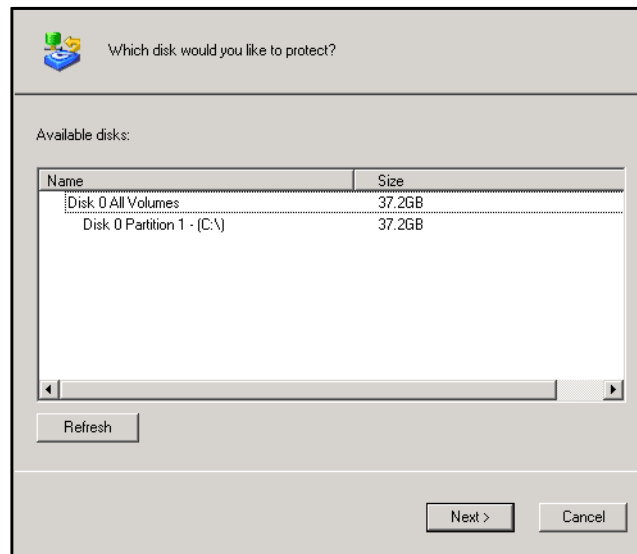 Which disk would you like to protect?
Available disks:
Name Size
Disk 0 All Volumes 37.2GB
Disk 0 Partition 1 - (C:\) 37.2GB
Refresh
Next > Cancel